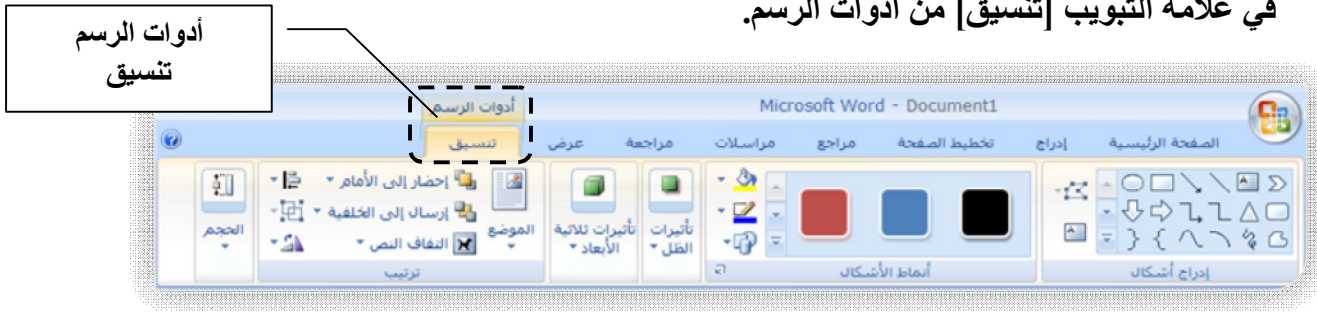 في علامة التبويب [تنسيق] من أدوات الرسم.
أدوات الرسم
تنسيق
Microsoft Word - Document1
أدوات الرسم
الصفحة الرئيسية
إدراج
تخطيط الصفحة
مراجع
مراسلات
مراجعة
عرض
تنسيق
إدراج أشكال
أنماط الأشكال
تأثيرات
الظل
تأثيرات ثلاثية
الأبعاد
الموضع
إحضار إلى الأمام
إرسال إلى الخلفية
التفاف النص
ترتيب
الحجم